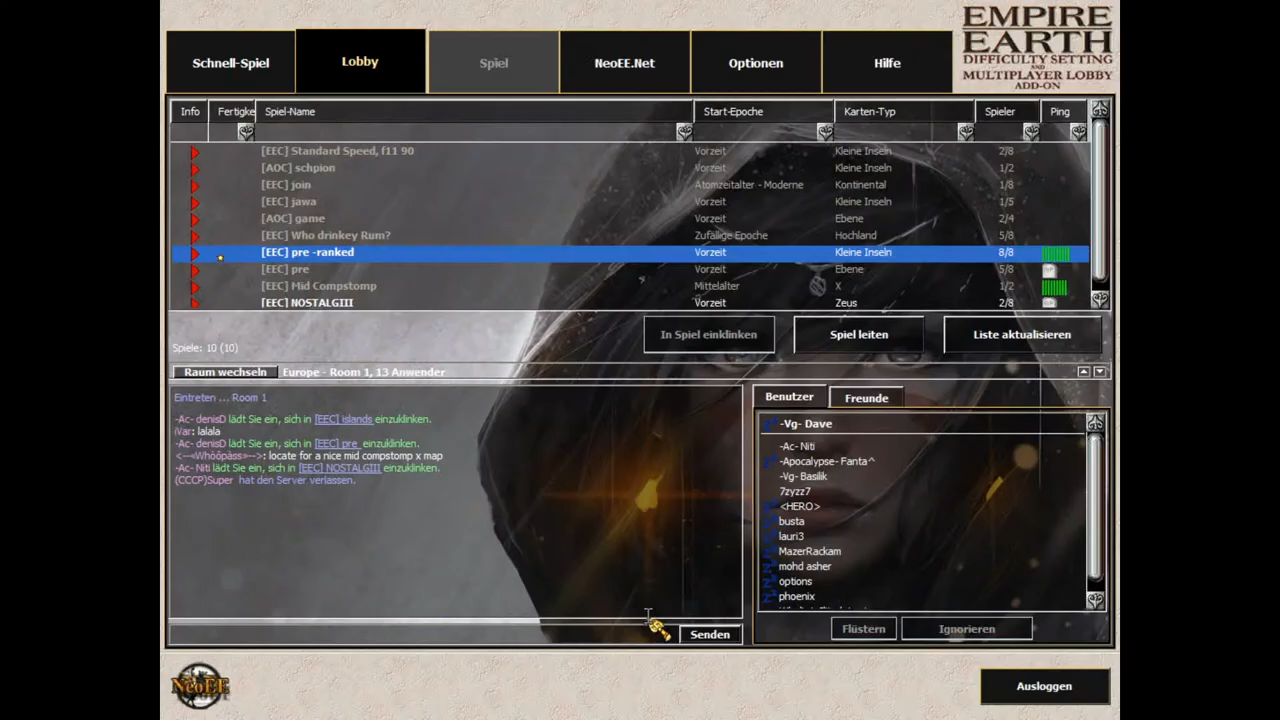 EMPIRE
EARTH
DIFFICULTY SETTING
AND
MULTIPLAYER LOBBY
ADD-ON
Schnell-Spiel Lobby Spiel NeoEE.Net Optionen Hilfe
Info Fertigke Spiel-Name Start-Epoche Karten-Typ Spieler Ping
[EEC] Standard Speed, f11 90 Vorzeit Kleine Inseln 2/8
[AOC] schpion Vorzeit Kleine Inseln 1/2
[EEC] join Atomzeitalter - Moderne Kontinental 1/8
[EEC] jawa Vorzeit Kleine Inseln 1/5
[AOC] game Vorzeit Ebene 2/4
[EEC] Who drinkey Rum? Zufällige Epoche Hochland 5/8
[EEC] pre -ranked Vorzeit Kleine Inseln 8/8
[EEC] pre Vorzeit Ebene 5/8
[EEC] Mid Compstomp Mittelalter X 1/2
[EEC] NOSTALGIII Vorzeit Zeus 2/8
In Spiel einklinken Spiel leiten Liste aktualisieren
Spiele: 10 (10)
Raum wechseln Europe - Room 1, 13 Anwender
Eintreten ... Room 1
-Ac- denisD lädt Sie ein, sich in [EEC] islands einzuklinken.
iVar: lalala
-Ac- denisD lädt Sie ein, sich in [EEC] pre einzuklinken.
<--«Whöôpàss»-->: locate for a nice mid compstomp x map
-Ac- Niti lädt Sie ein, sich in [EEC] NOSTALGIII einzuklinken.
(CCCP)Super hat den Server verlassen.
Benutzer Freunde
-Vg- Dave
-Ac- Niti
-Apocalypse- Fanta^
-Vg- Basilik
7zyzz7
<HERO>
busta
lauri3
MazerRackam
mohd asher
options
phoenix
Senden
Flüstern Ignorieren
NeoEE
Ausloggen